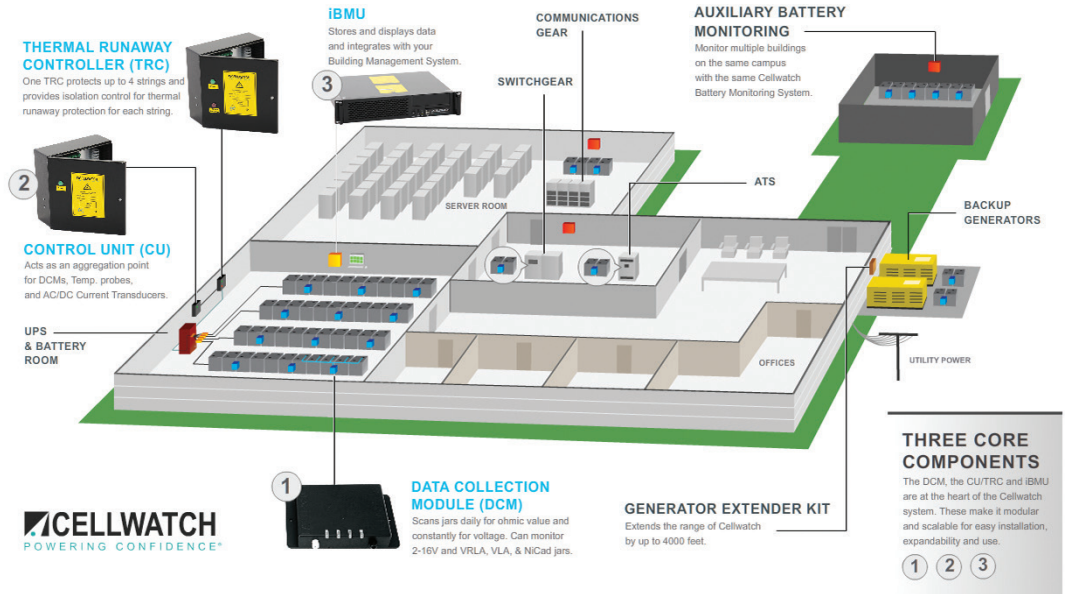 THERMAL RUNAWAY
CONTROLLER (TRC)
One TRC protects up to 4 strings and
provides isolation control for thermal
runaway protection for each string.
iBMU
Stores and displays data
and integrates with your
Building Management System.
3
COMMUNICATIONS
GEAR
SWITCHGEAR
AUXILIARY BATTERY
MONITORING
Monitor multiple buildings
on the same campus
with the same Cellwatch
Battery Monitoring System.
2
CONTROL UNIT (CU)
Acts as an aggregation point
for DCMs, Temp. probes,
and AC/DC Current Transducers.
SERVER ROOM
ATS
BACKUP
GENERATORS
UPS
& BATTERY
ROOM
OFFICES
UTILITY POWER
1
DATA COLLECTION
MODULE (DCM)
Scans jars daily for ohmic value and
constantly for voltage. Can monitor
2-16V and VRLA, VLA, & NiCad jars.
GENERATOR EXTENDER KIT
Extends the range of Cellwatch
by up to 4000 feet.
THREE CORE
COMPONENTS
The DCM, the CU/TRC and iBMU
are at the heart of the Cellwatch
system. These make it modular
and scalable for easy installation,
expandability and use.
1 2 3
CELLWATCH
POWERING CONFIDENCE®